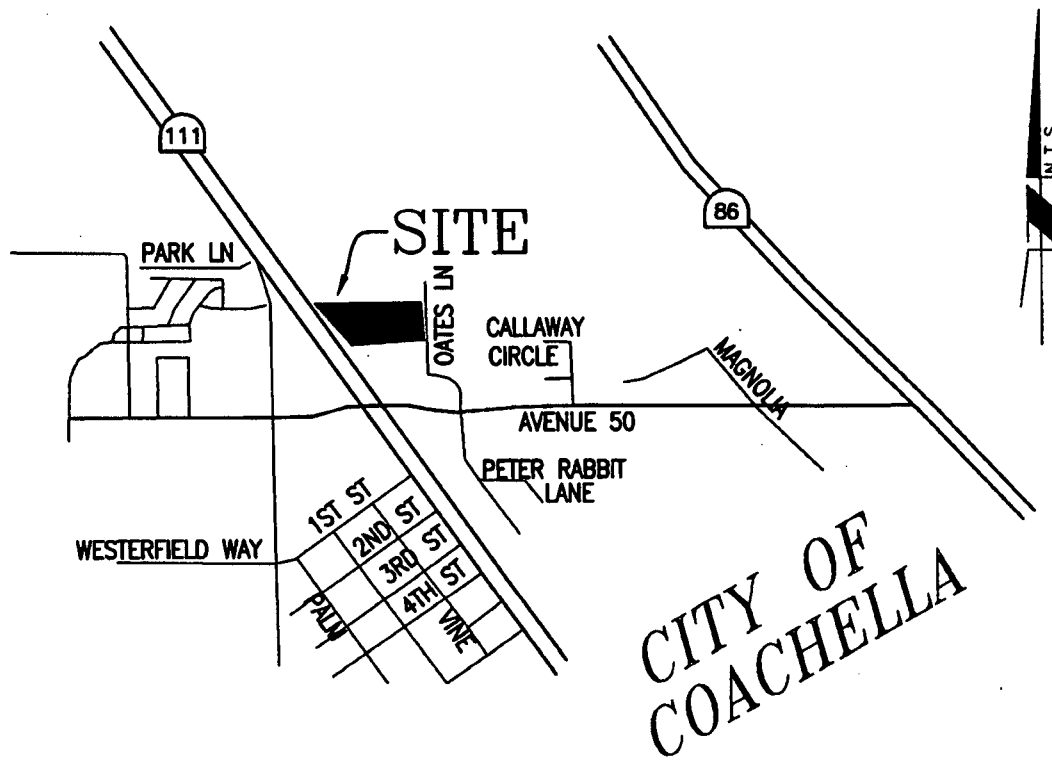 111
N.T.S.
86
SITE
PARK LN
OATES LN
CALLAWAY
CIRCLE
MAGNOLIA
AVENUE 50
PETER RABBIT
LANE
1ST ST
2ND ST
3RD ST
4TH ST
WESTERFIELD WAY
PALM
VINE
CITY OF
COACHELLA